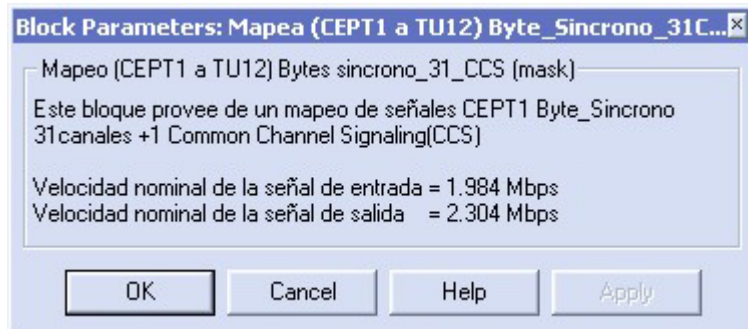 Block Parameters: Mapea (CEPT1 a TU12) Byte_Sincrono_31C...
Mapeo (CEPT1 a TU12) Bytes sincrono_31_CCS (mask)
Este bloque provee de un mapeo de señales CEPT1 Byte_Sincrono
31canales +1 Common Channel Signaling(CCS)
Velocidad nominal de la señal de entrada = 1.984 Mbps
Velocidad nominal de la señal de salida = 2.304 Mbps
OK Cancel Help Apply